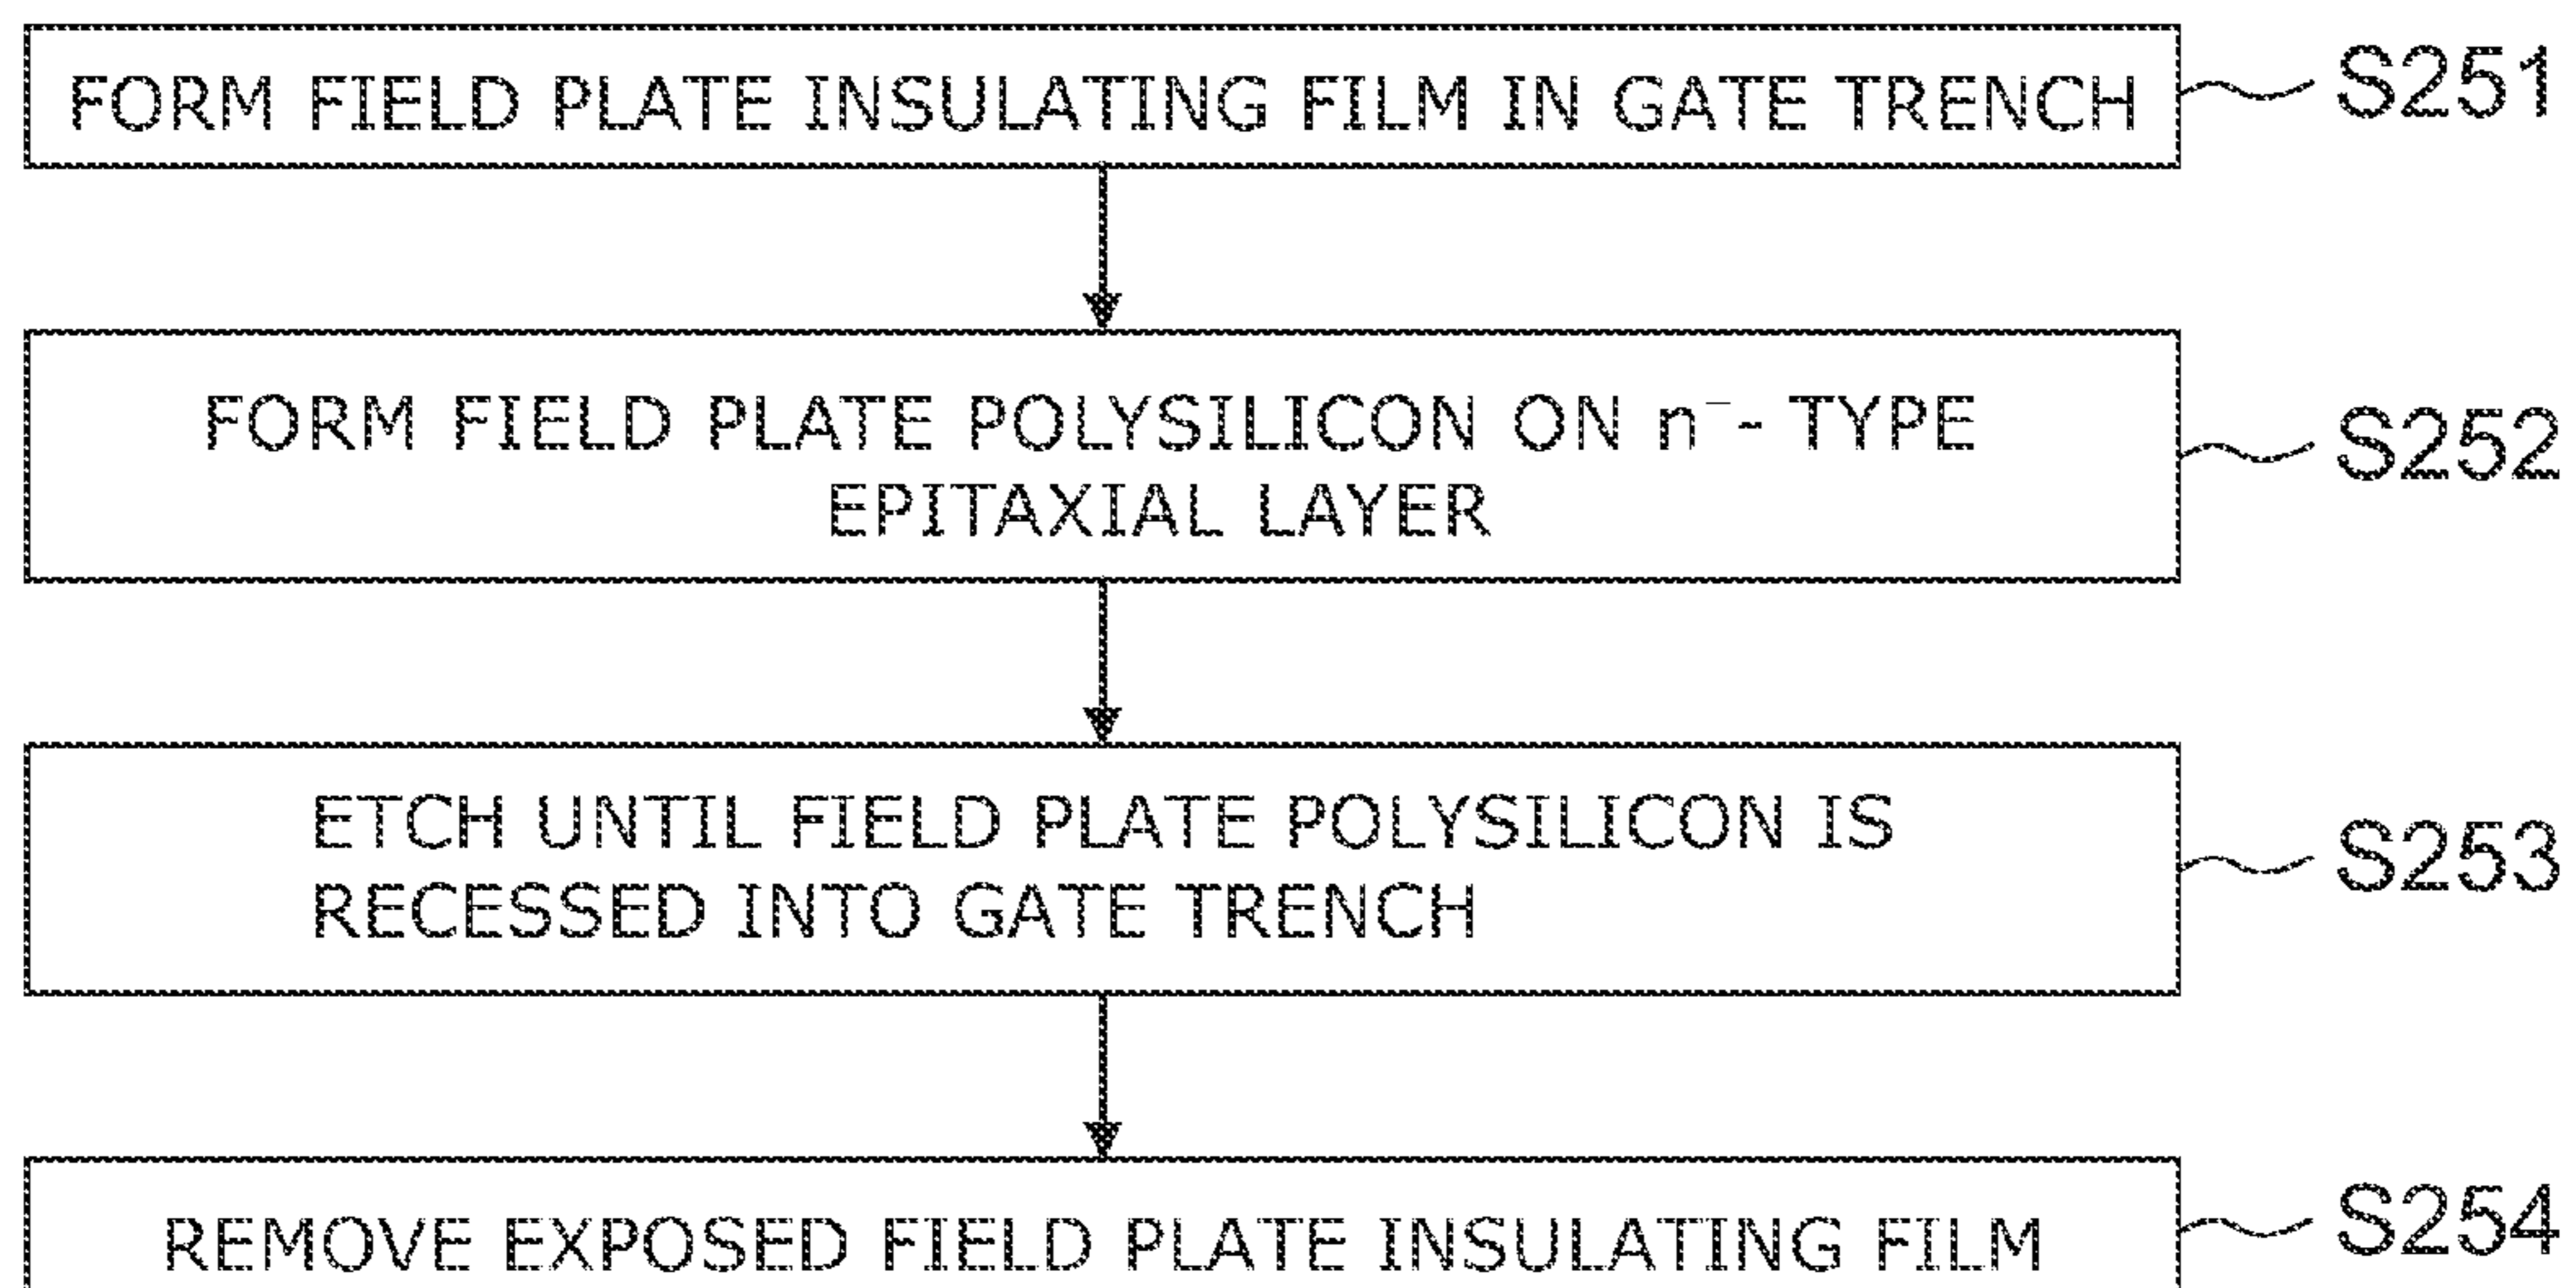 FORM FIELD PLATE INSULATING FILM IN GATE TRENCH
S251
FORM FIELD PLATE POLYSILICON ON n⁻- TYPE
EPITAXIAL LAYER
S252
ETCH UNTIL FIELD PLATE POLYSILICON IS
RECESSED INTO GATE TRENCH
S253
REMOVE EXPOSED FIELD PLATE INSULATING FILM
S254